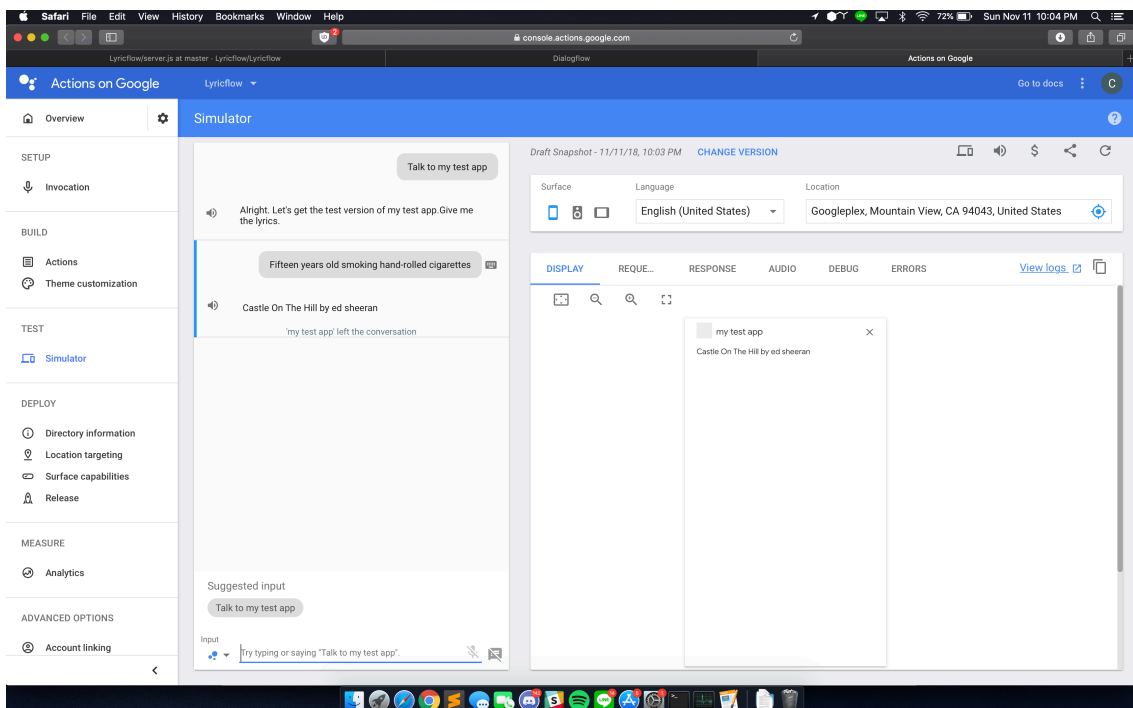 Safari File Edit View History Bookmarks Window Help
72% Sun Nov 11 10:04 PM
2
console.actions.google.com
Lyricflow/server.js at master · Lyricflow/Lyricflow
Dialogflow
Actions on Google
Actions on Google
Lyricflow
Go to docs
C
Overview
Simulator
SETUP
Invocation
BUILD
Actions
Theme customization
TEST
Simulator
DEPLOY
Directory information
Location targeting
Surface capabilities
Release
MEASURE
Analytics
ADVANCED OPTIONS
Account linking
Talk to my test app
Alright. Let's get the test version of my test app.Give me
the lyrics.
Fifteen years old smoking hand-rolled cigarettes
Castle On The Hill by ed sheeran
'my test app' left the conversation
Suggested input
Talk to my test app
Input
Try typing or saying "Talk to my test app".
Draft Snapshot - 11/11/18, 10:03 PM CHANGE VERSION
Surface
Language
Location
English (United States)
Googleplex, Mountain View, CA 94043, United States
DISPLAY REQUE... RESPONSE AUDIO DEBUG ERRORS
View logs
my test app
Castle On The Hill by ed sheeran